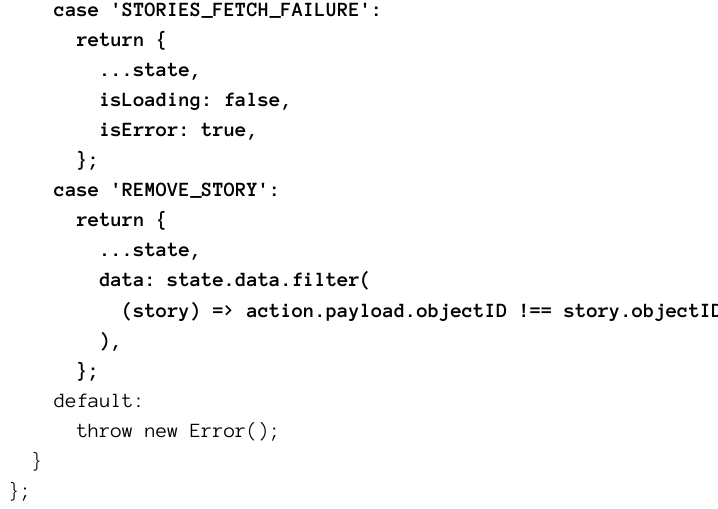 case 'STORIES_FETCH_FAILURE':
return {
...state,
isLoading: false,
isError: true,
};
case 'REMOVE_STORY':
return {
...state,
data: state.data.filter(
(story) => action.payload.objectID !== story.objectID
),
};
default:
throw new Error();
}
};